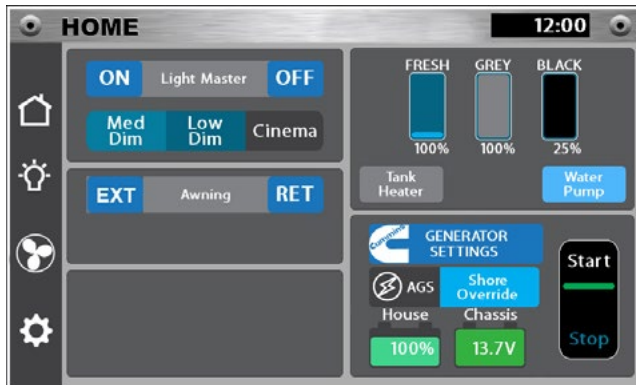 HOME
12:00
ON Light Master OFF
Med Dim
Low Dim
Cinema
EXT Awning RET
FRESH GREY BLACK
100% 100% 25%
Tank Heater
Water Pump
Cummins
GENERATOR
SETTINGS
AGS
Shore Override
House Chassis
100% 13.7V
Start
Stop